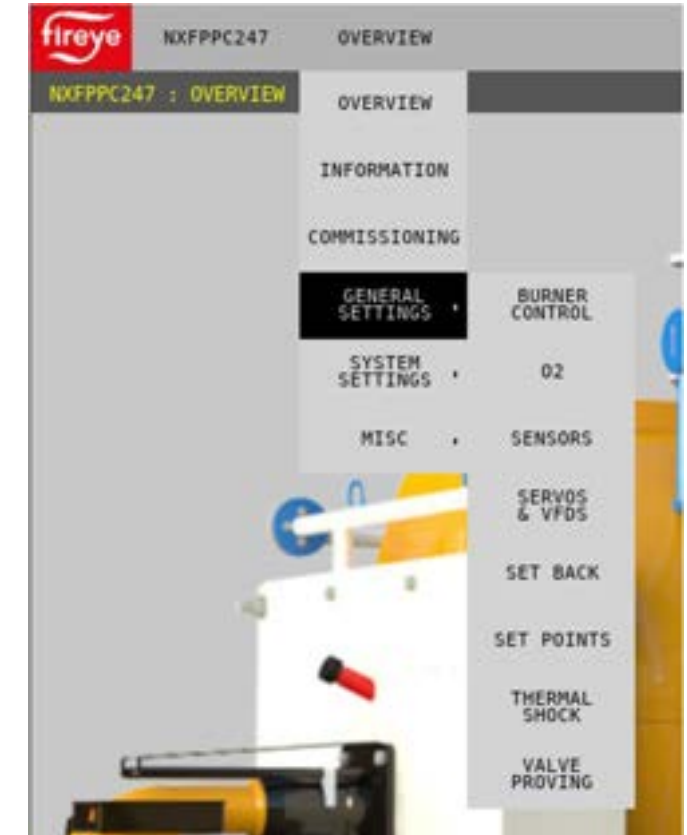 fireye NXFPPC247 OVERVIEW
NXFPPC247 : OVERVIEW
OVERVIEW
INFORMATION
COMMISSIONING
GENERAL
SETTINGS
SYSTEM
SETTINGS
MISC
BURNER
CONTROL
O2
SENSORS
SERVOS
& VFDS
SET BACK
SET POINTS
THERMAL
SHOCK
VALVE
PROVING